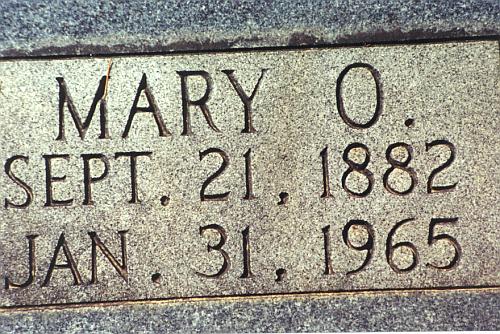 MARY O.
SEPT. 21, 1882
JAN. 31, 1965